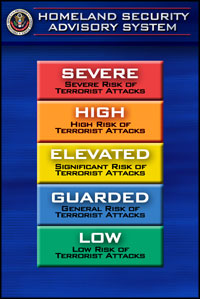 HOMELAND SECURITY
ADVISORY SYSTEM
SEVERE
SEVERE RISK OF
TERRORIST ATTACKS
HIGH
HIGH RISK OF
TERRORIST ATTACKS
ELEVATED
SIGNIFICANT RISK OF
TERRORIST ATTACKS
GUARDED
GENERAL RISK OF
TERRORIST ATTACKS
LOW
LOW RISK OF
TERRORIST ATTACKS